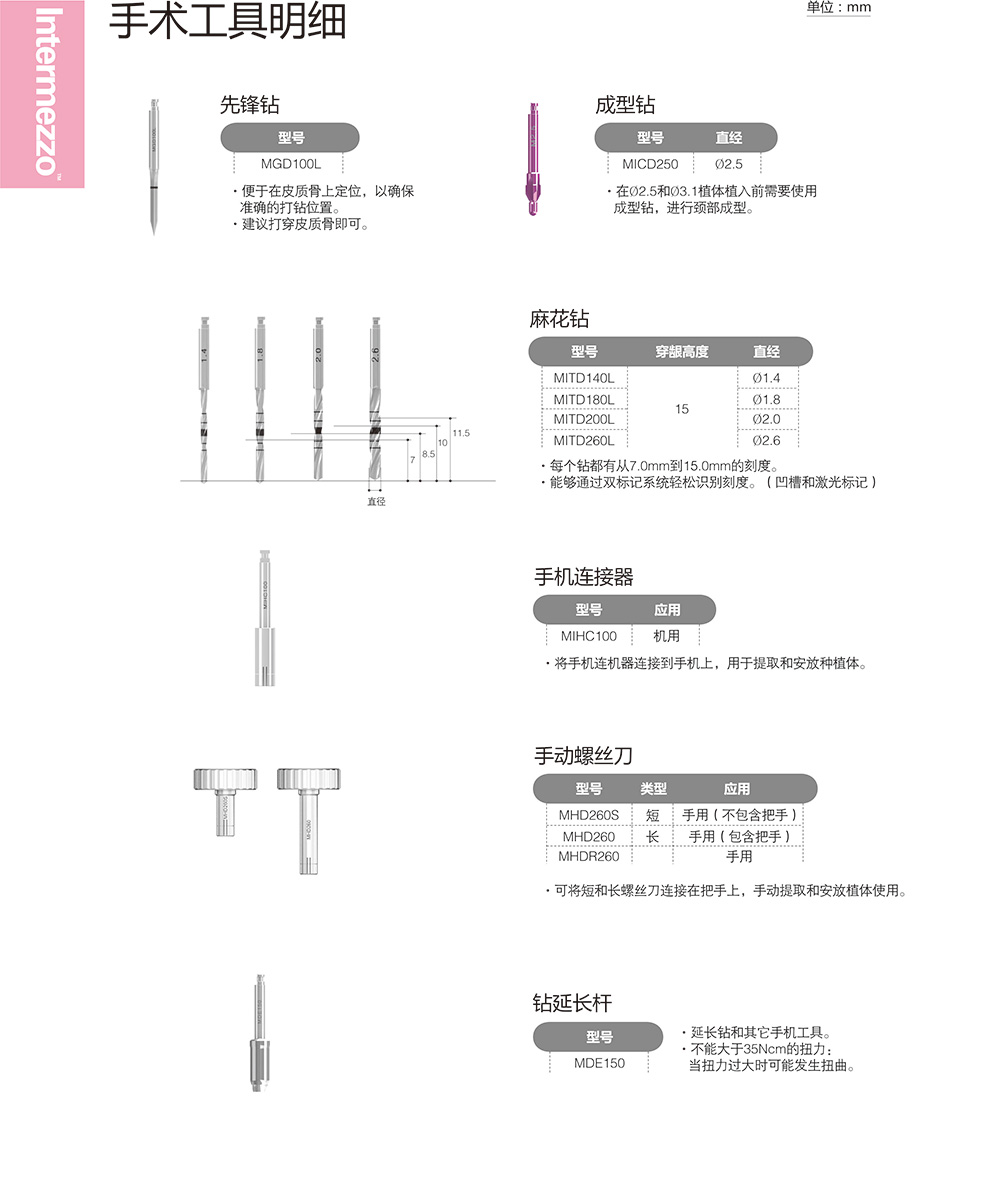 Intermezzo™
手术工具明细
单位：mm
先锋钻
型号
MGD100L
・便于在皮质骨上定位，以确保
准确的打钻位置。
・建议打穿皮质骨即可。
成型钻
型号 直经
MICD250 Ø2.5
・在Ø2.5和Ø3.1植体植入前需要使用
成型钻，进行颈部成型。
1.4 1.8 2.0 2.6
11.5
10
8.5
7
直径
麻花钻
型号 穿龈高度 直经
MITD140L Ø1.4
MITD180L Ø1.8
15
MITD200L Ø2.0
MITD260L Ø2.6
・每个钻都有从7.0mm到15.0mm的刻度。
・能够通过双标记系统轻松识别刻度。（凹槽和激光标记）
MIHC100
手机连接器
型号 应用
MIHC100 机用
・将手机连机器连接到手机上，用于提取和安放种植体。
MHD260S
MHD260
手动螺丝刀
型号 类型 应用
MHD260S 短 手用（不包含把手）
MHD260 长 手用（包含把手）
MHDR260 手用
・可将短和长螺丝刀连接在把手上，手动提取和安放植体使用。
MDE150
钻延长杆
型号
MDE150
・延长钻和其它手机工具。
・不能大于35Ncm的扭力；
当扭力过大时可能发生扭曲。